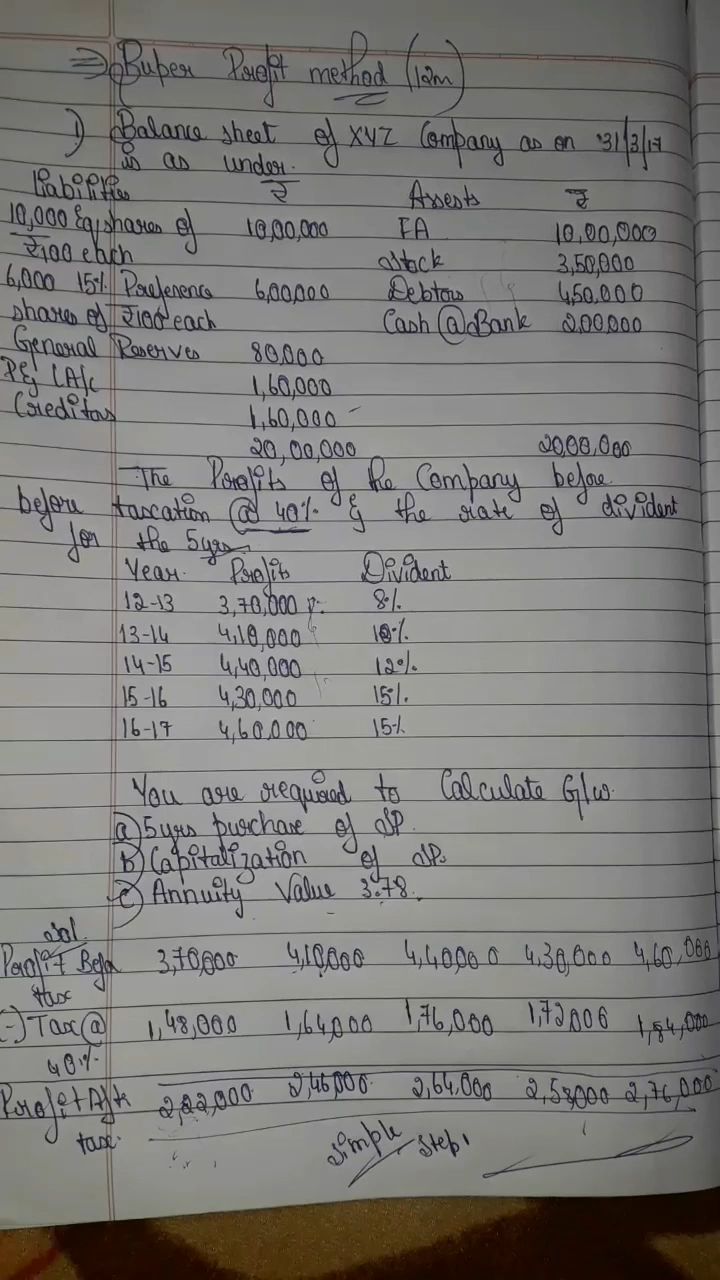 ⇒ Super Profit method (12m)
1) Balance sheet of XYZ Company as on 31/3/17
is as under.
Liabilities ₹ Assests ₹
10,000 Eq shares of 10,00,000 FA 10,00,000
₹100 each Stock 3,50,000
6,000 15% Preference 6,00,000 Debtors 450,000
shares of ₹100 each Cash @ Bank 2,00,000
General Reserves 80,000
P&L A/c 1,60,000
Creditors 1,60,000
20,00,000 2000,000
The Profits of the Company before
before taxcation @ 40% & the rate of divident
for the 5yrs
Year Profits Divident
12-13 3,70,000 8%
13-14 4,10,000 10%
14-15 4,40,000 12%
15-16 4,30,000 15%
16-17 4,60,000 15%
You are required to Calculate G/w.
a) 5yrs purchase of SP.
b) Capitalization of SP.
c) Annuity Value 3.78.
Sol.
Profit Befo 3,70,000 4,10,000 4,40,000 4,30,000 4,60,000
tax
(-) Tax @ 1,48,000 1,64,000 1,76,000 1,72,000 1,84,000
40%
Profit Aft 2,22,000 2,46,000 2,64,000 2,58,000 2,76,000
tax.
Simple Step 1